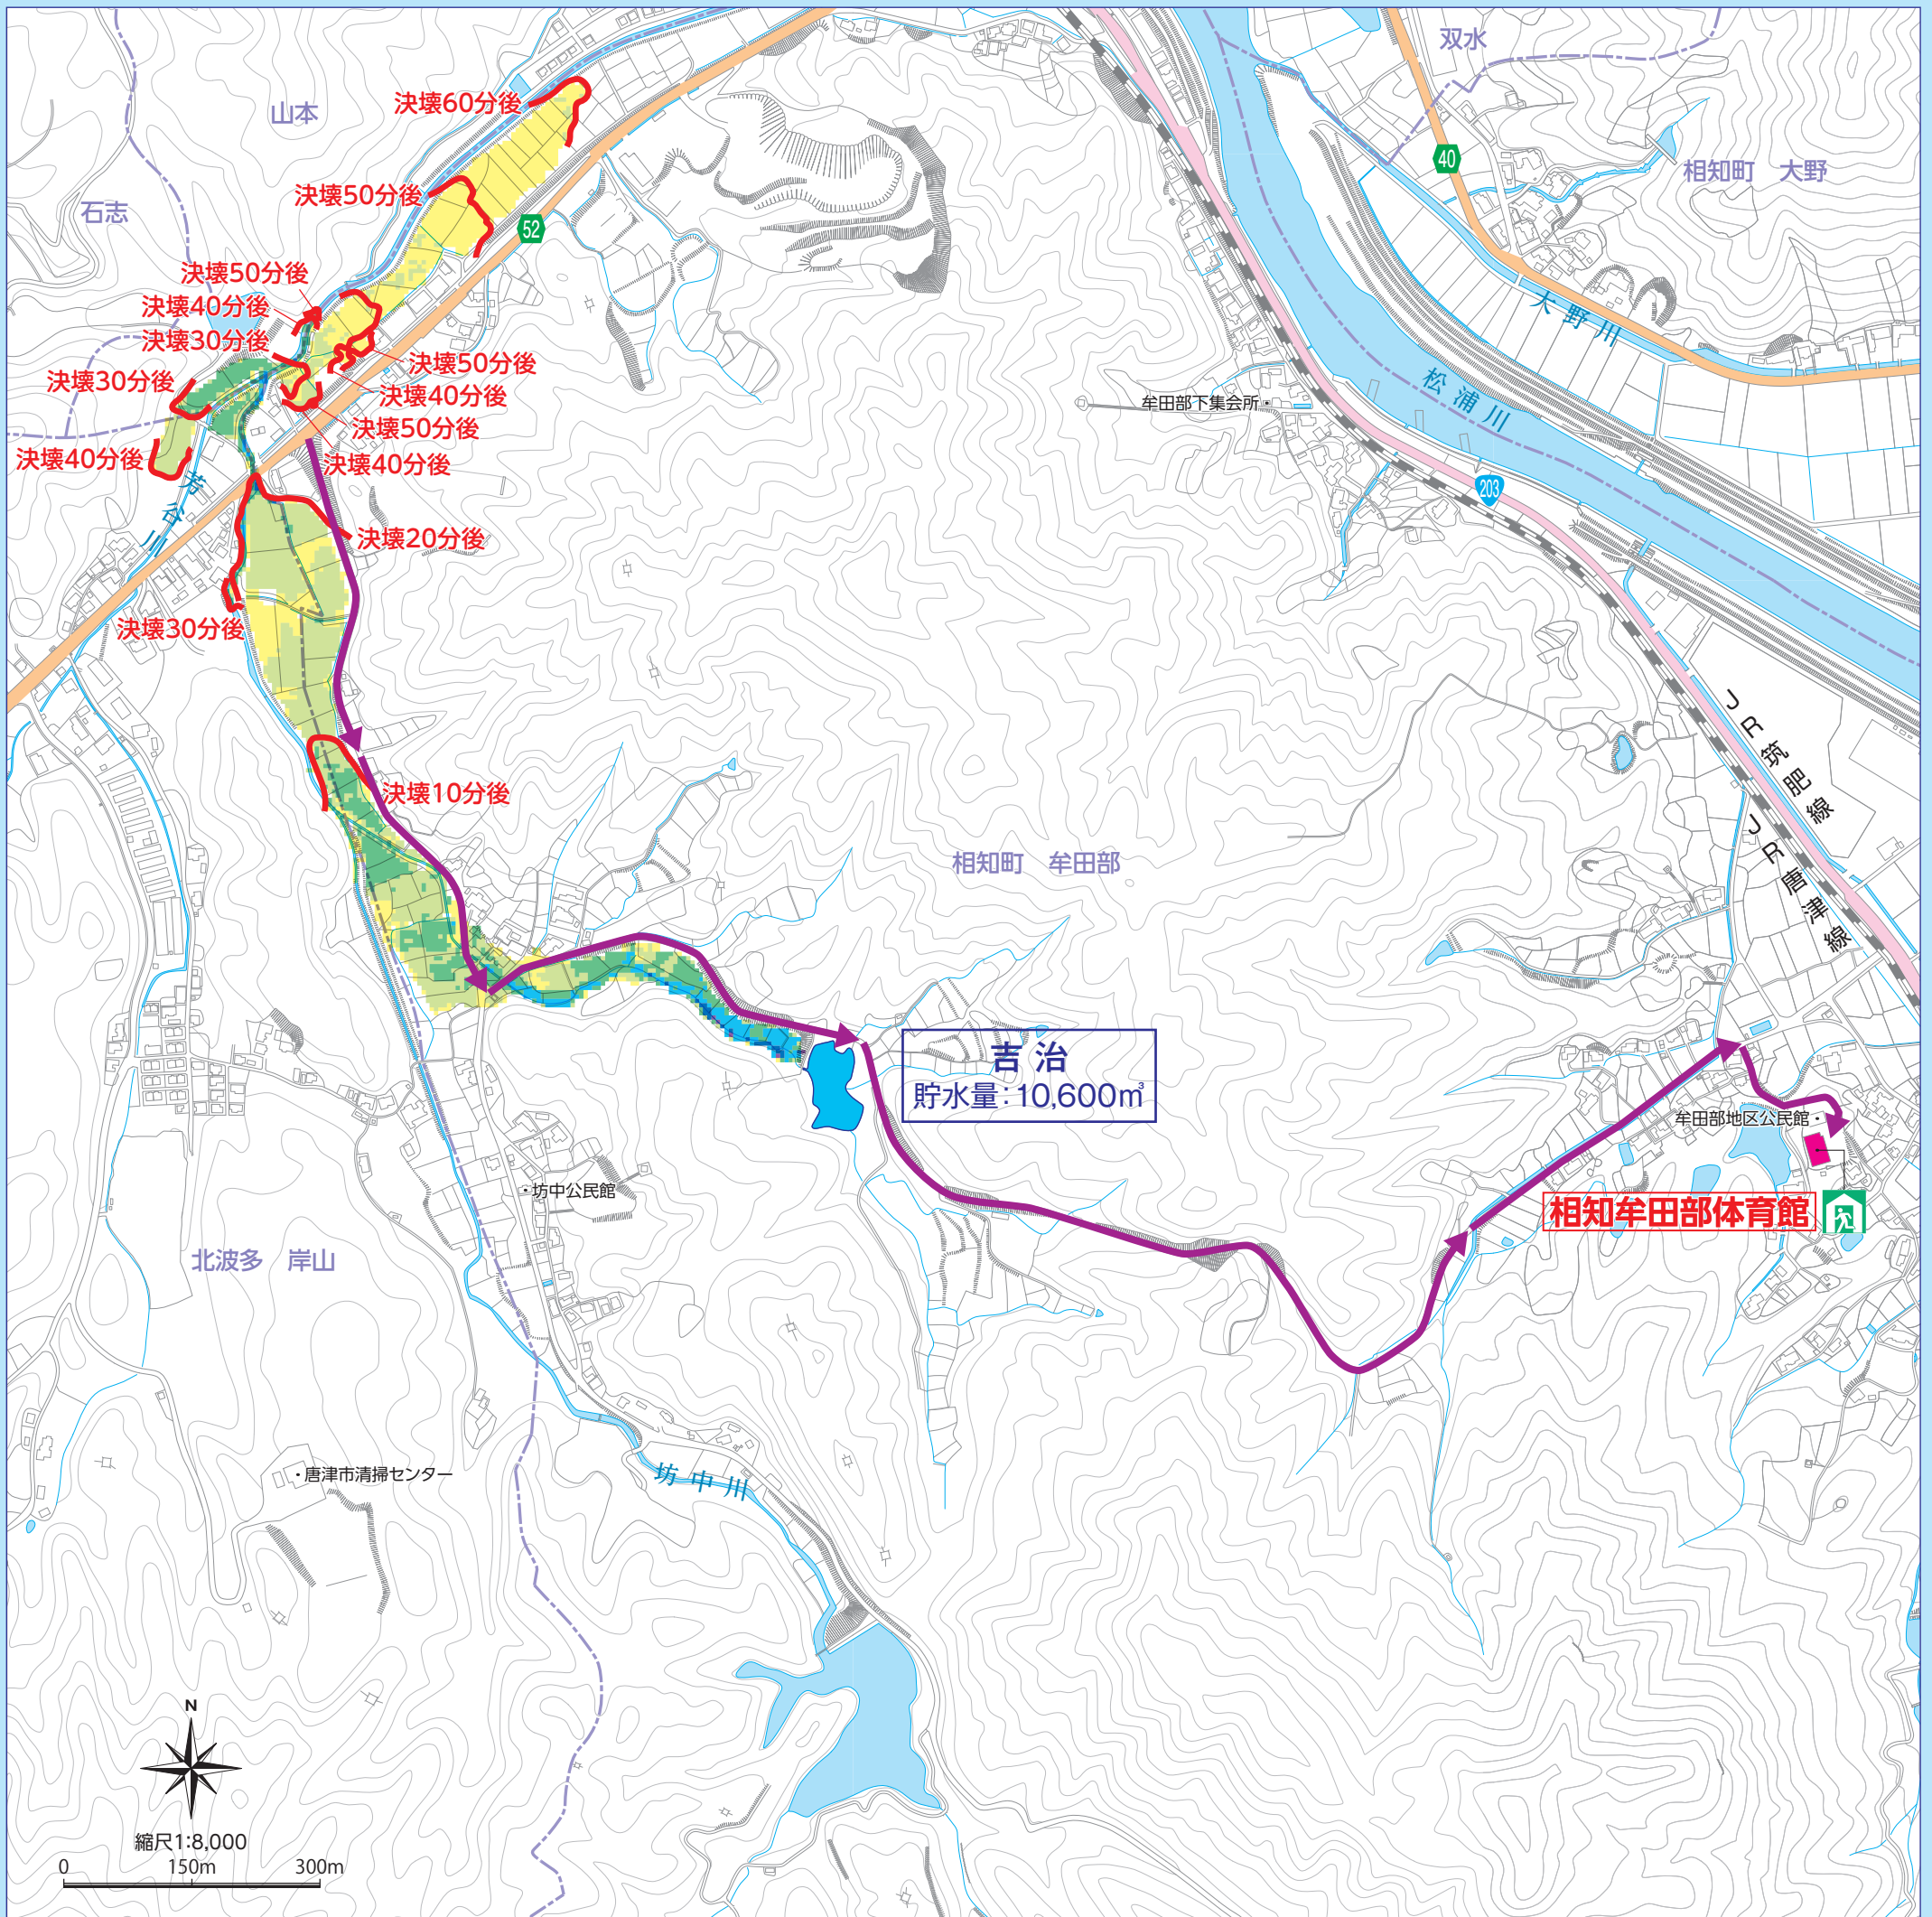 双水
山本
決壊60分後
40
相知町 大野
決壊50分後
石志
52
決壊50分後
決壊40分後
決壊30分後
大野川
決壊50分後
決壊30分後
決壊40分後
牟田部下集会所
松浦川
決壊50分後
決壊40分後
決壊40分後
芳谷川
203
決壊20分後
決壊30分後
JR筑肥線
決壊10分後
JR唐津線
相知町 牟田部
吉治
貯水量:10,600㎥
牟田部地区公民館
坊中公民館
相知牟田部体育館
北波多 岸山
唐津市清掃センター
坊中川
N
縮尺1:8,000
0 150m 300m